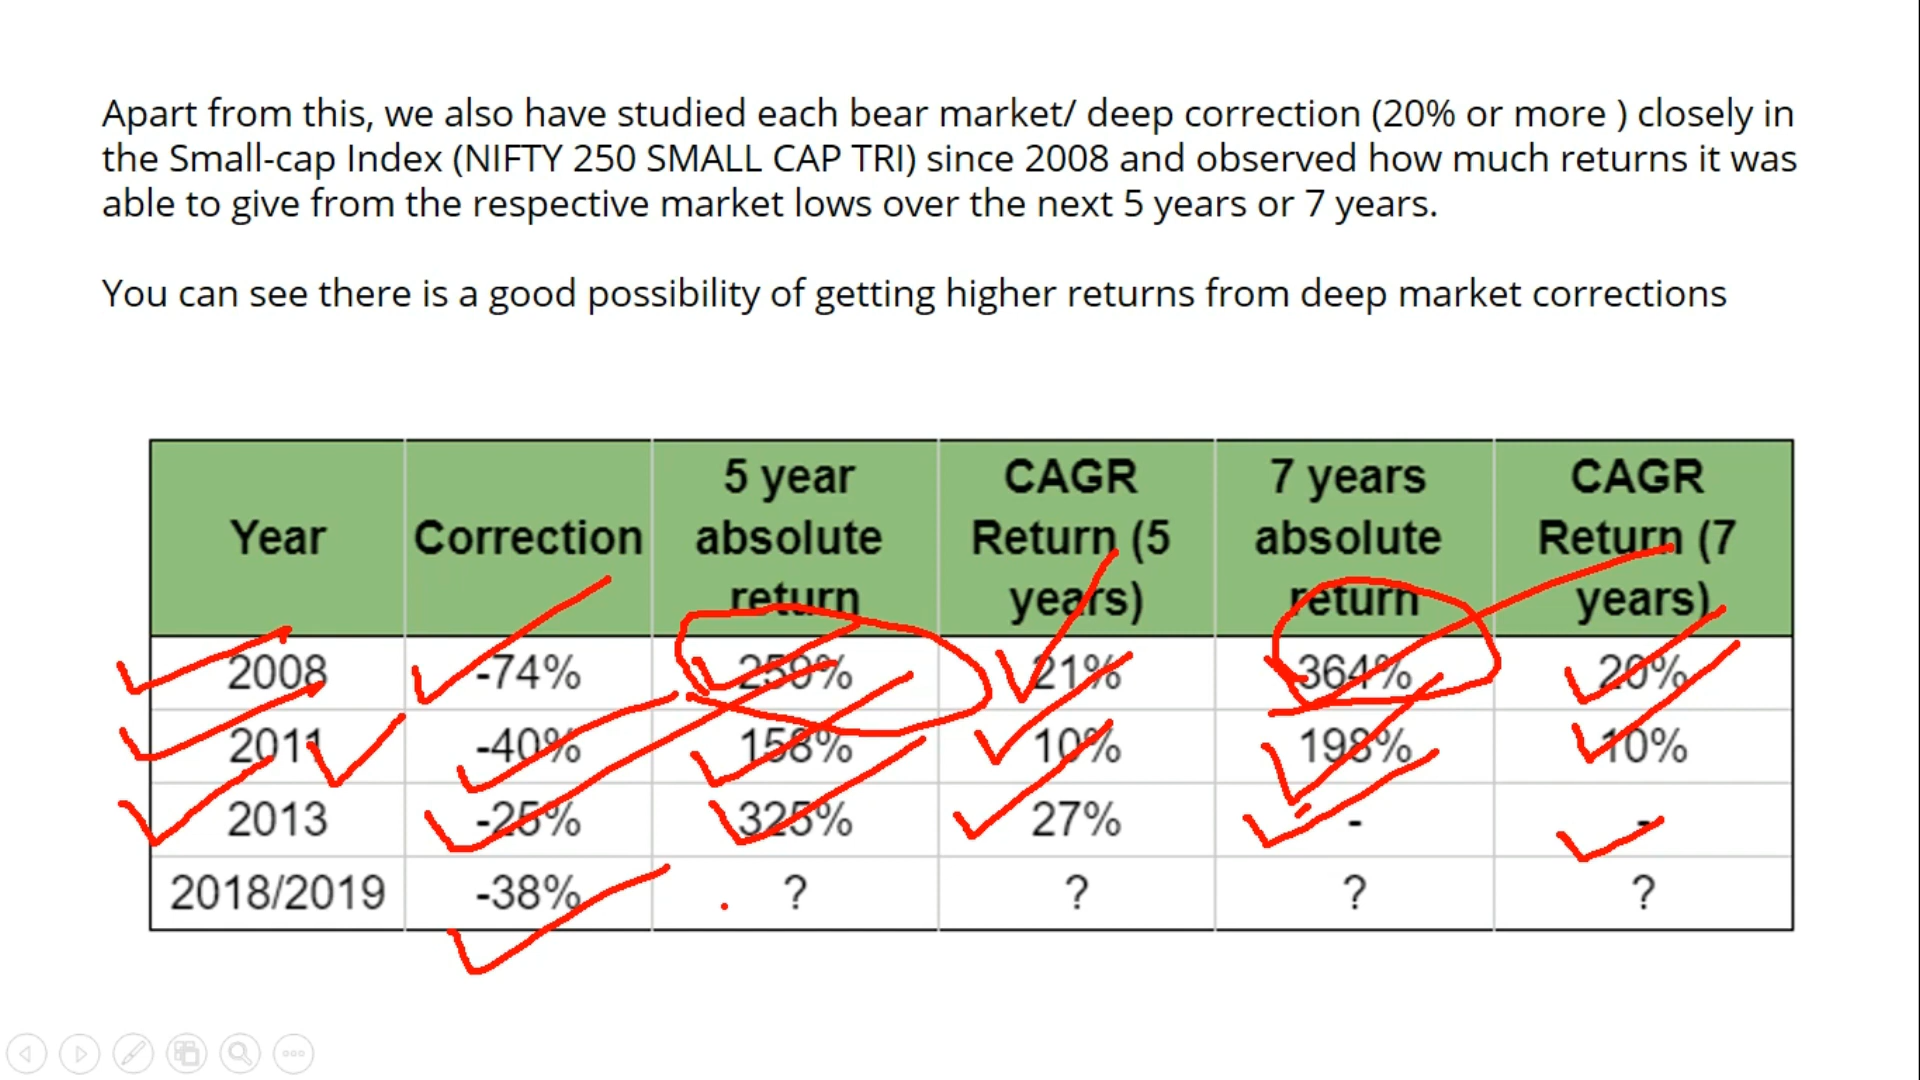 Apart from this, we also have studied each bear market/ deep correction (20% or more ) closely in
the Small-cap Index (NIFTY 250 SMALL CAP TRI) since 2008 and observed how much returns it was
able to give from the respective market lows over the next 5 years or 7 years.
You can see there is a good possibility of getting higher returns from deep market corrections
Year Correction 5 year absolute return CAGR Return (5 years) 7 years absolute return CAGR Return (7 years)
2008 -74% 21% 364% 20%
2011 -40% 158% 10% 198% 10%
2013 -25% 325% 27% - -
2018/2019 -38% ? ? ? ?